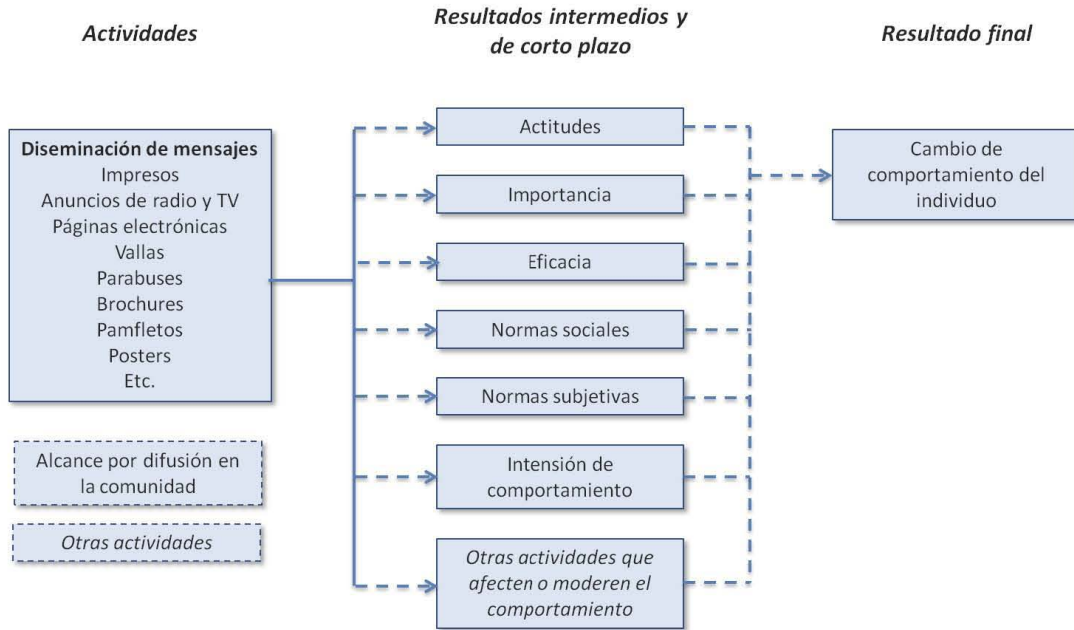 Actividades
Resultados intermedios y
de corto plazo
Resultado final
Diseminación de mensajes
Impresos
Anuncios de radio y TV
Páginas electrónicas
Vallas
Parabuses
Brochures
Pamfletos
Posters
Etc.
Alcance por difusión en
la comunidad
Otras actividades
Actitudes
Importancia
Eficacia
Normas sociales
Normas subjetivas
Intensión de
comportamiento
Otras actividades que
afecten o moderen el
comportamiento
Cambio de
comportamiento del
individuo